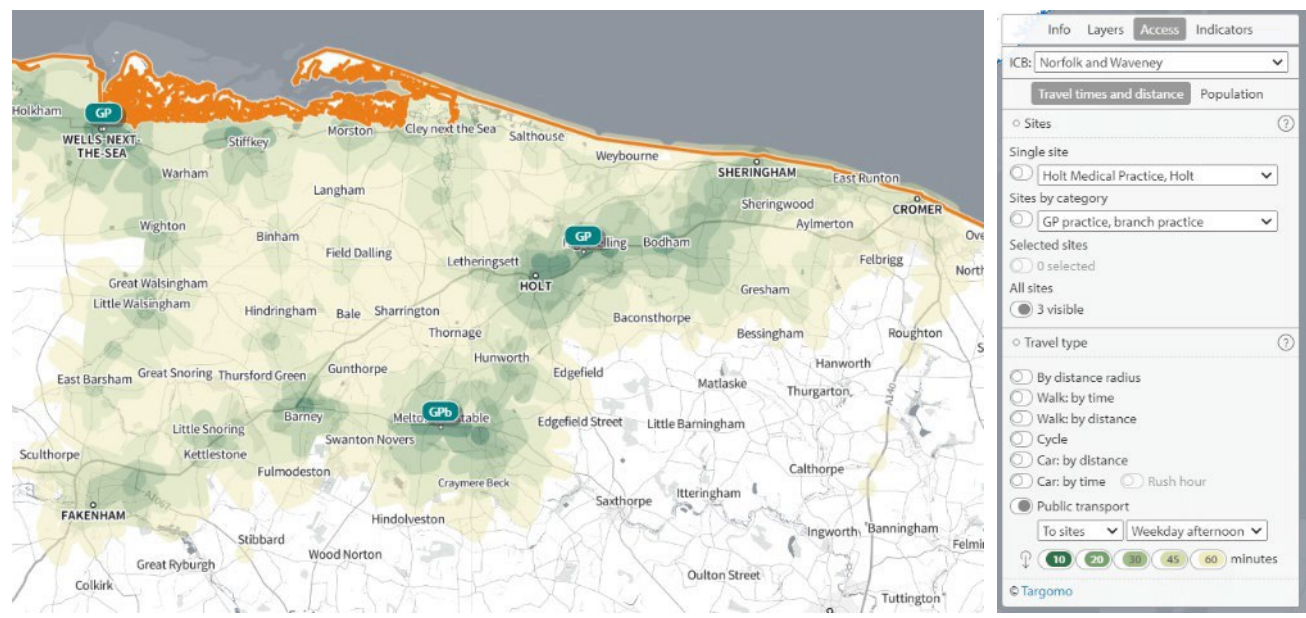 Holkham
GP
WELLS-NEXT-
THE-SEA
Stiffkey
Morston
Cley next the Sea
Salthouse
Weybourne
SHERINGHAM
East Runton
Warham
Langham
Sheringwood
CROMER
Wighton
Binham
Aylmerton
Ove
GP
lling
Bodham
Field Dalling
Letheringsett
Felbrigg
North
Great Walsingham
HOLT
Gresham
Little Walsingham
Hindringham
Bale
Sharrington
Baconsthorpe
Thornage
Bessingham
Roughton
S
Hunworth
Hanworth
East Barsham
Great Snoring
Thursford Green
Gunthorpe
Edgefield
Matlaske
Thurgarton
A140
Barney
Melto
GPb
table
Edgefield Street
Little Barningham
Little Snoring
Swanton Novers
Sculthorpe
Kettlestone
Fulmodeston
Calthorpe
Craymere Beck
Itteringham
Saxthorpe
A1067
FAKENHAM
Hindolveston
Ingworth
Banningham
Stibbard
Felmi
Wood Norton
Great Ryburgh
Oulton Street
Colkirk
Tuttington
Info Layers Access Indicators
ICB: Norfolk and Waveney
Travel times and distance Population
Sites ?
Single site
Holt Medical Practice, Holt
Sites by category
GP practice, branch practice
Selected sites
0 selected
All sites
3 visible
Travel type ?
By distance radius
Walk: by time
Walk: by distance
Cycle
Car: by distance
Car: by time Rush hour
Public transport
To sites Weekday afternoon
10 20 30 45 60 minutes
© Targomo